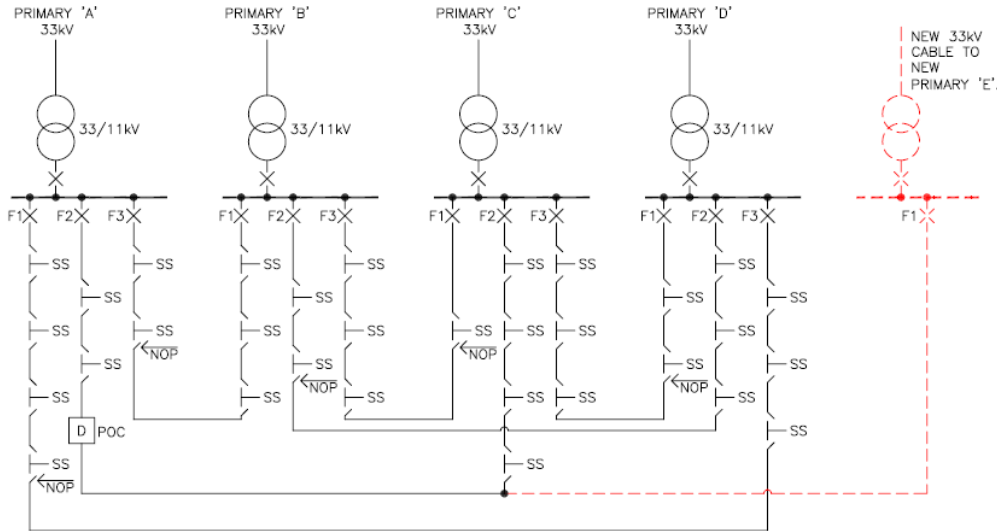 PRIMARY 'A'
33kV
PRIMARY 'B'
33kV
PRIMARY 'C'
33kV
PRIMARY 'D'
33kV
NEW 33kV
CABLE TO
NEW
PRIMARY 'E'.
33/11kV
33/11kV
33/11kV
33/11kV
F1 F2 F3
F1 F2 F3
F1 F2 F3
F1 F2 F3
F1
SS SS SS SS
SS SS
D POC
SS SS
NOP
NOP
SS SS SS
SS SS
NOP
SS SS SS
SS
NOP
SS SS SS SS
SS SS SS
SS SS
NOP
SS SS SS
SS SS SS